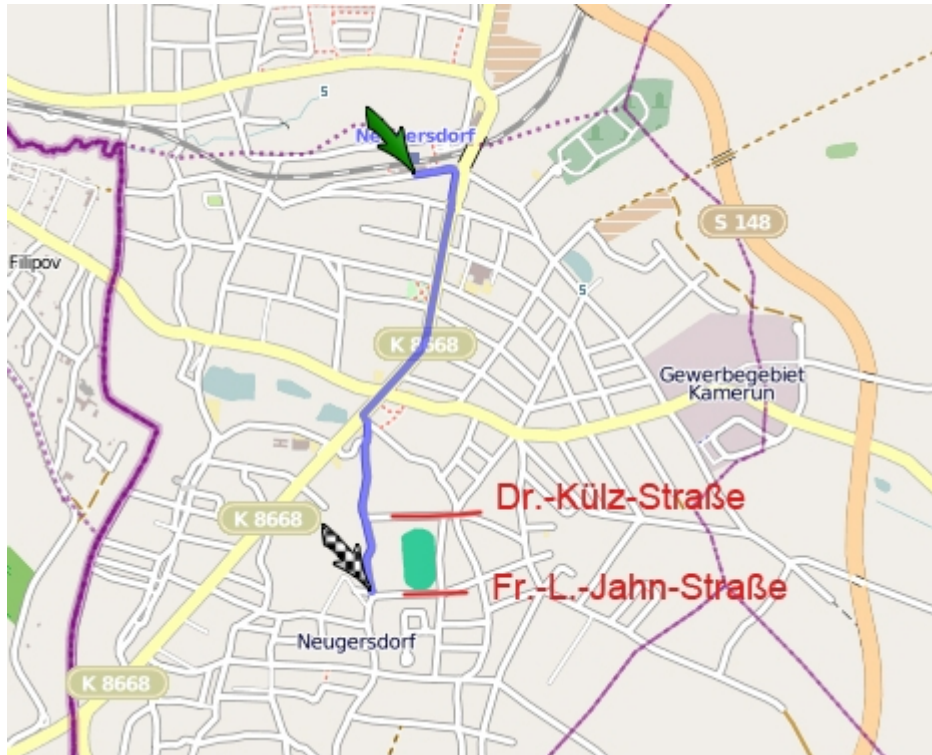 5
Neugersdorf
S 148
Filipov
5
K 8668
Gewerbegebiet
Kamerun
Dr.-Külz-Straße
K 8668
Fr.-L.-Jahn-Straße
Neugersdorf
K 8668